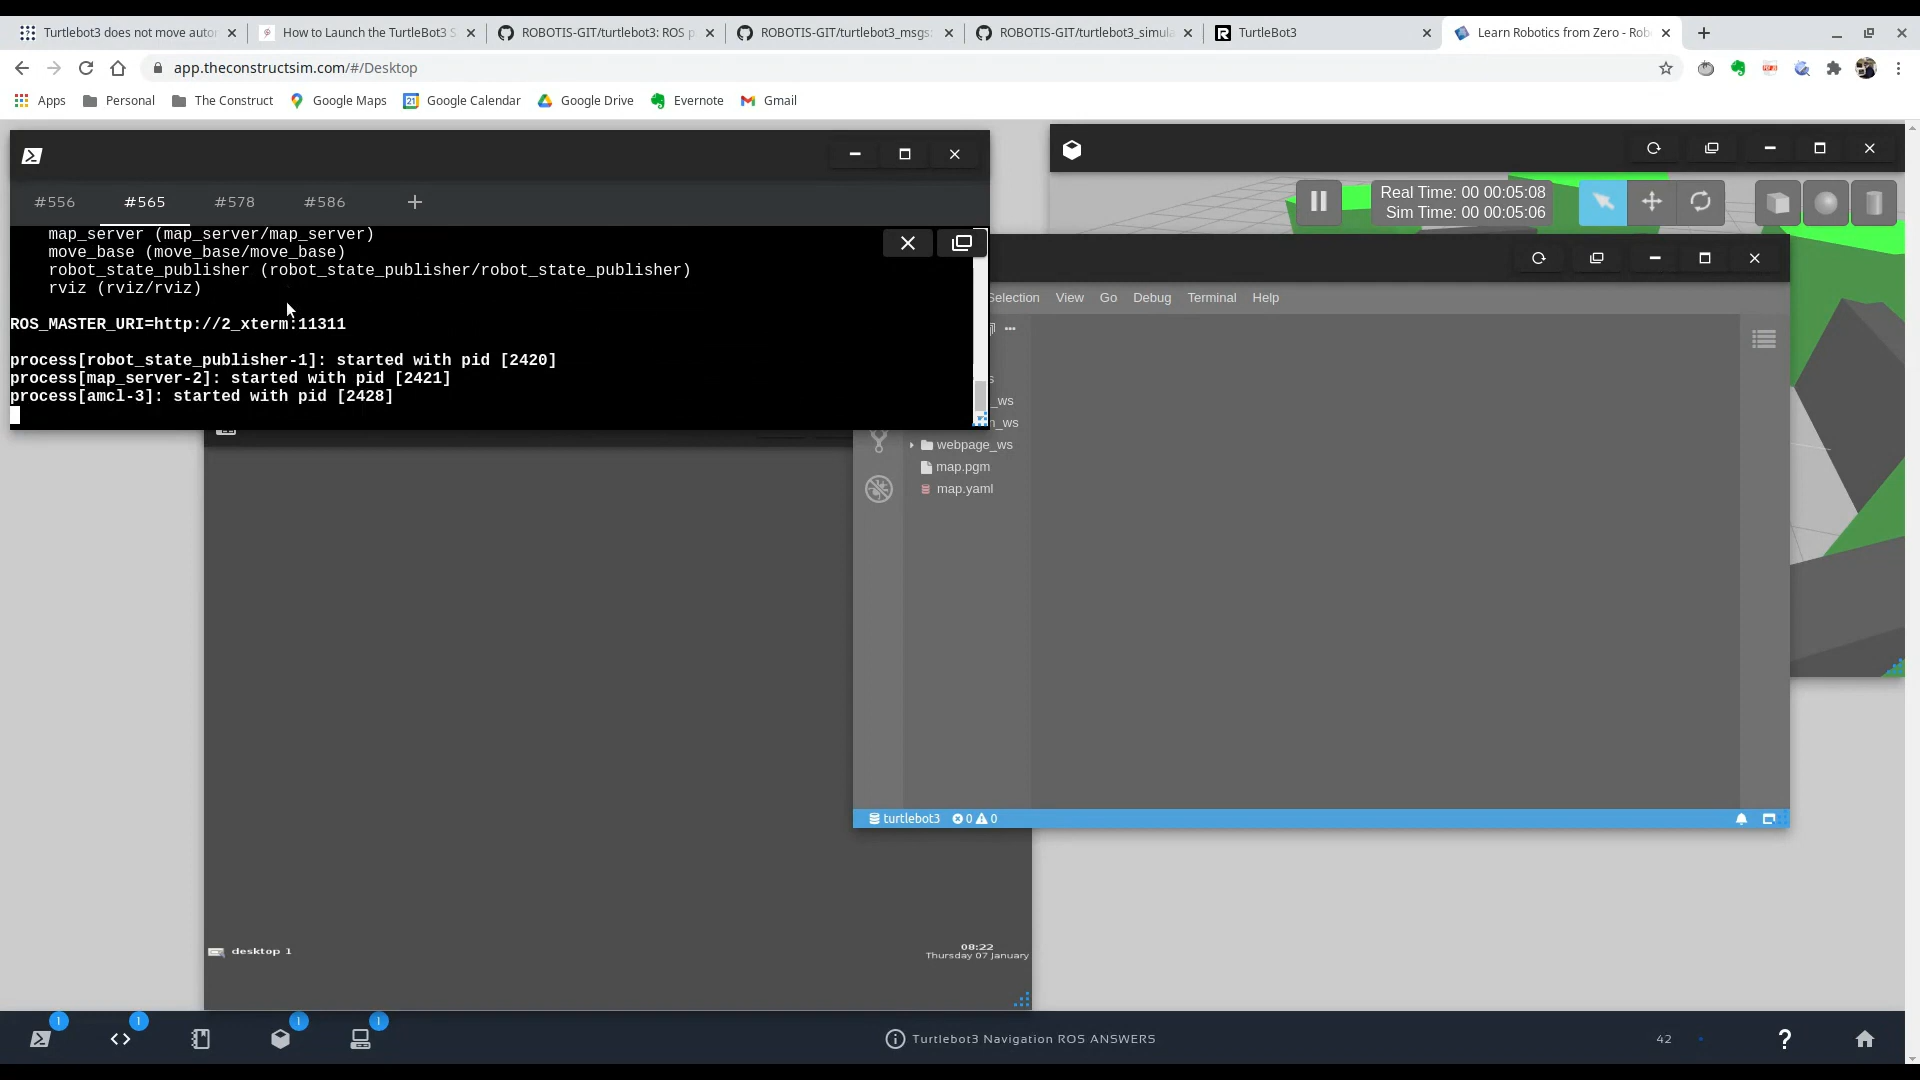 Turtlebot3 does not move auto
How to Launch the TurtleBot3 S
ROBOTIS-GIT/turtlebot3: ROS p
ROBOTIS-GIT/turtlebot3_msgs:
ROBOTIS-GIT/turtlebot3_simula
TurtleBot3
Learn Robotics from Zero - Rob
app.theconstructsim.com/#/Desktop
Apps
Personal
The Construct
Google Maps
Google Calendar
Google Drive
Evernote
Gmail
#556
#565
#578
#586
map_server (map_server/map_server)
move_base (move_base/move_base)
robot_state_publisher (robot_state_publisher/robot_state_publisher)
rviz (rviz/rviz)
ROS_MASTER_URI=http://2_xterm:11311
process[robot_state_publisher-1]: started with pid [2420]
process[map_server-2]: started with pid [2421]
process[amcl-3]: started with pid [2428]
Real Time: 00 00:05:08
Sim Time: 00 00:05:06
Selection View Go Debug Terminal Help
s
_ws
n_ws
webpage_ws
map.pgm
map.yaml
turtlebot3 0 0
desktop 1
08:22
Thursday 07 January
1
1
1
1
Turtlebot3 Navigation ROS ANSWERS
42
?